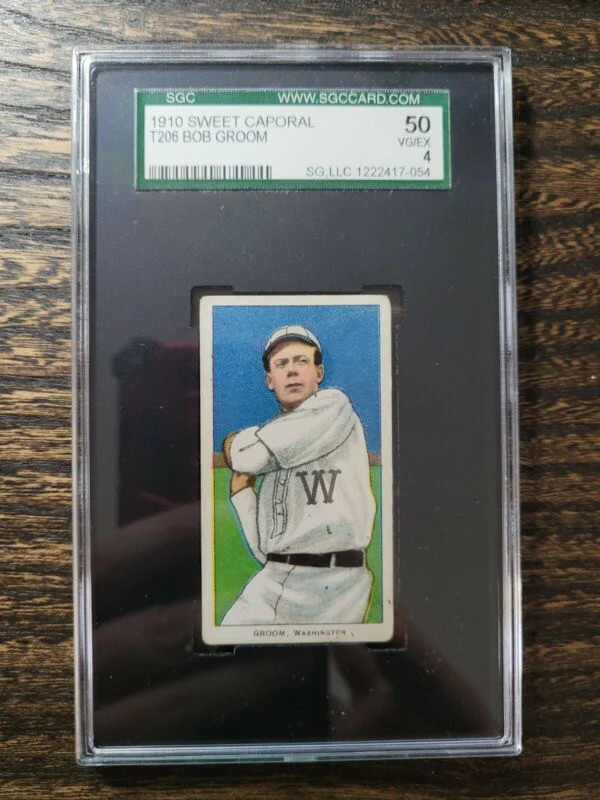 SGC WWW.SGCCARD.COM
1910 SWEET CAPORAL 50
T206 BOB GROOM VG/EX
4
SG,LLC 1222417-054
W
GROOM, WASHINGTON